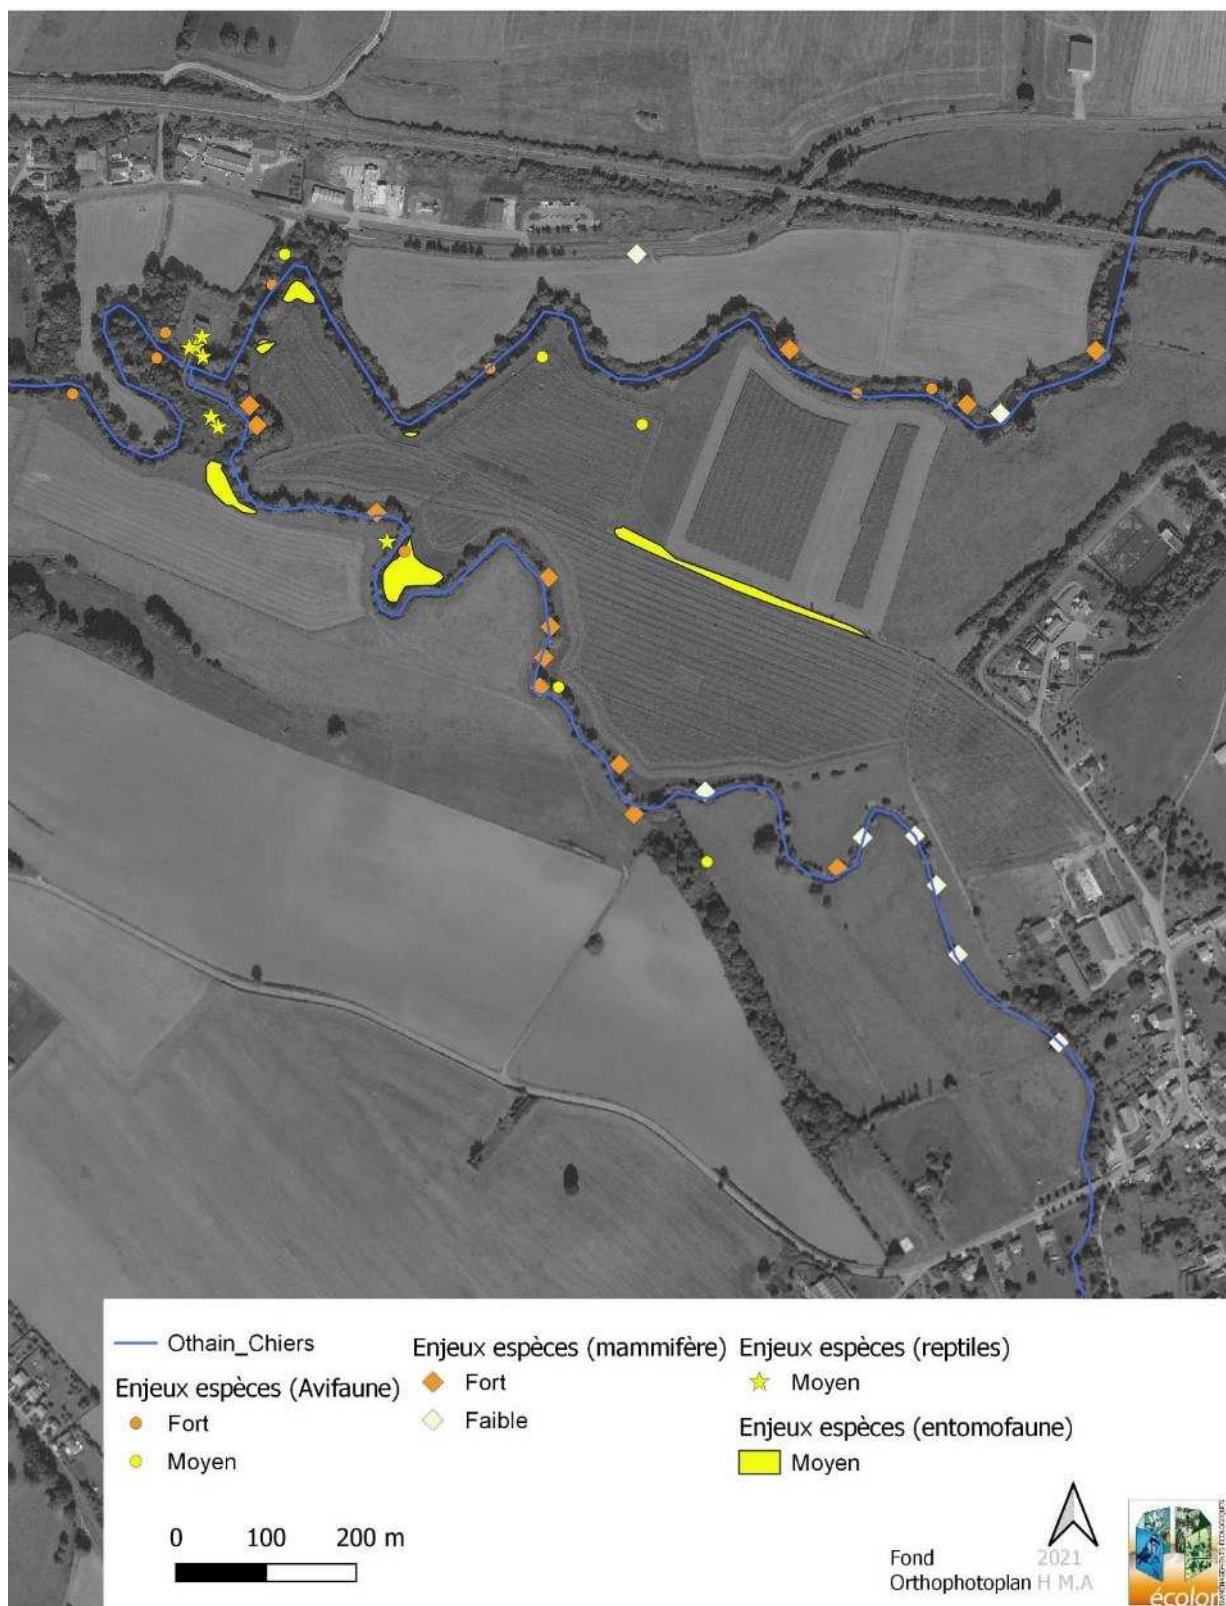 Othain_Chiers
Enjeux espèces (Avifaune)
Fort
Moyen
Enjeux espèces (mammifère)
Fort
Faible
Enjeux espèces (reptiles)
Moyen
Enjeux espèces (entomofaune)
Moyen
0 100 200 m
Fond 2021
Orthophotoplan H M.A
écolor